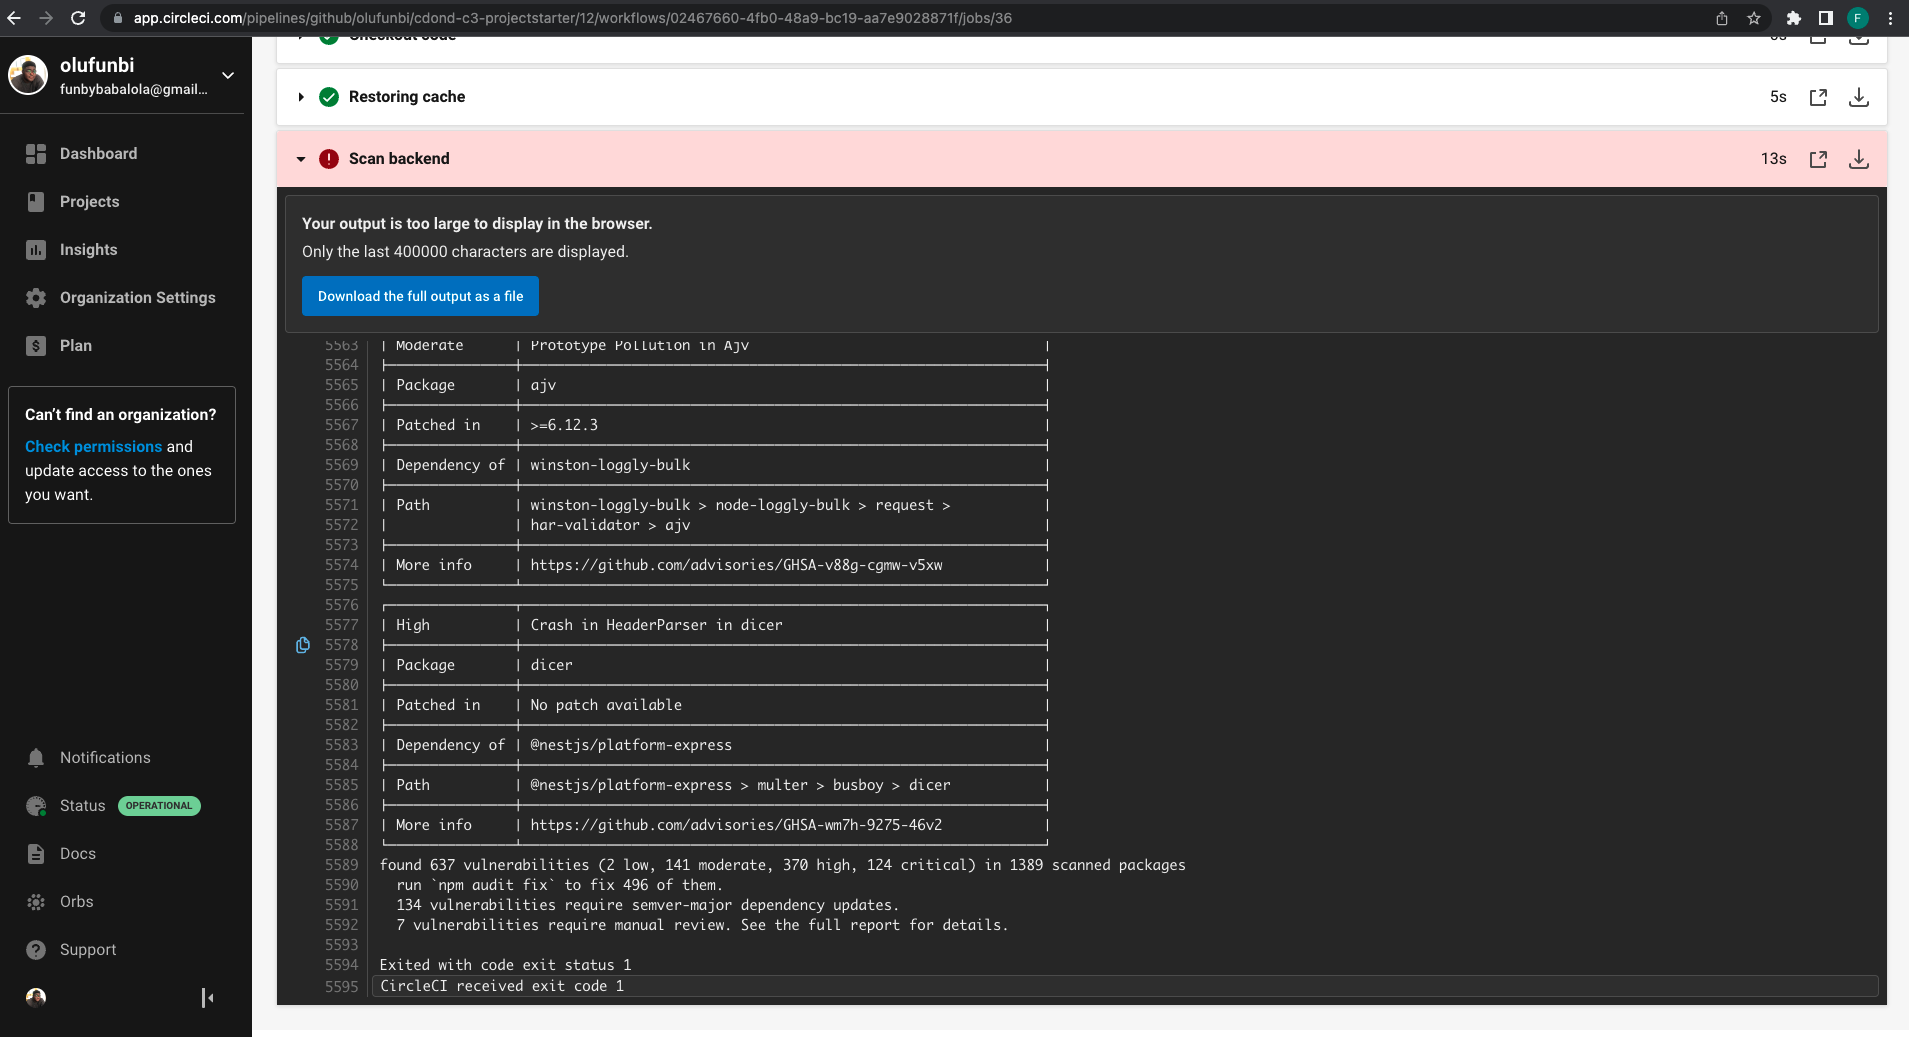 app.circleci.com/pipelines/github/olufunbi/cdond-c3-projectstarter/12/workflows/02467660-4fb0-48a9-bc19-aa7e9028871f/jobs/36
F
olufunbi
funbybabalola@gmail...
Dashboard
Projects
Insights
Organization Settings
Plan
Can't find an organization?
Check permissions and
update access to the ones
you want.
Notifications
Status OPERATIONAL
Docs
Orbs
Support
Checkout code
Restoring cache 5s
Scan backend 13s
Your output is too large to display in the browser.
Only the last 400000 characters are displayed.
Download the full output as a file
5563 | Moderate | Prototype Pollution in Ajv |
5564
5565 | Package | ajv |
5566
5567 | Patched in | >=6.12.3 |
5568
5569 | Dependency of | winston-loggly-bulk |
5570
5571 | Path | winston-loggly-bulk > node-loggly-bulk > request > |
5572 | | har-validator > ajv |
5573
5574 | More info | https://github.com/advisories/GHSA-v88g-cgmw-v5xw |
5575
5576
5577 | High | Crash in HeaderParser in dicer |
5578
5579 | Package | dicer |
5580
5581 | Patched in | No patch available |
5582
5583 | Dependency of | @nestjs/platform-express |
5584
5585 | Path | @nestjs/platform-express > multer > busboy > dicer |
5586
5587 | More info | https://github.com/advisories/GHSA-wm7h-9275-46v2 |
5588
5589 found 637 vulnerabilities (2 low, 141 moderate, 370 high, 124 critical) in 1389 scanned packages
5590 run `npm audit fix` to fix 496 of them.
5591 134 vulnerabilities require semver-major dependency updates.
5592 7 vulnerabilities require manual review. See the full report for details.
5593
5594 Exited with code exit status 1
5595 CircleCI received exit code 1